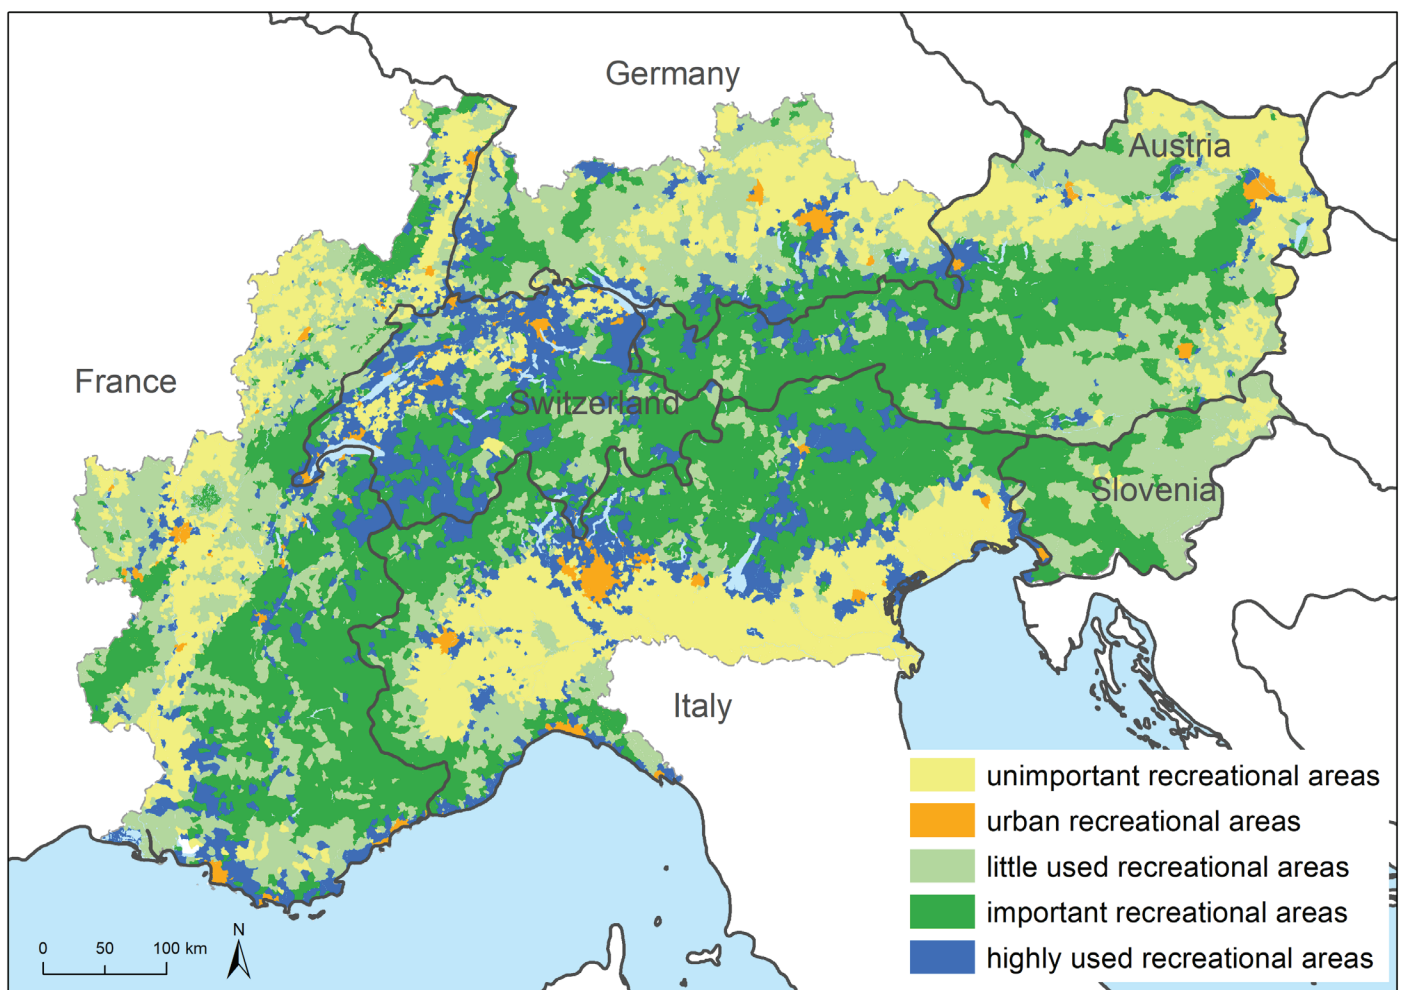 Germany
Austria
France
Switzerland
Slovenia
Italy
unimportant recreational areas
urban recreational areas
little used recreational areas
important recreational areas
highly used recreational areas
N
0 50 100 km